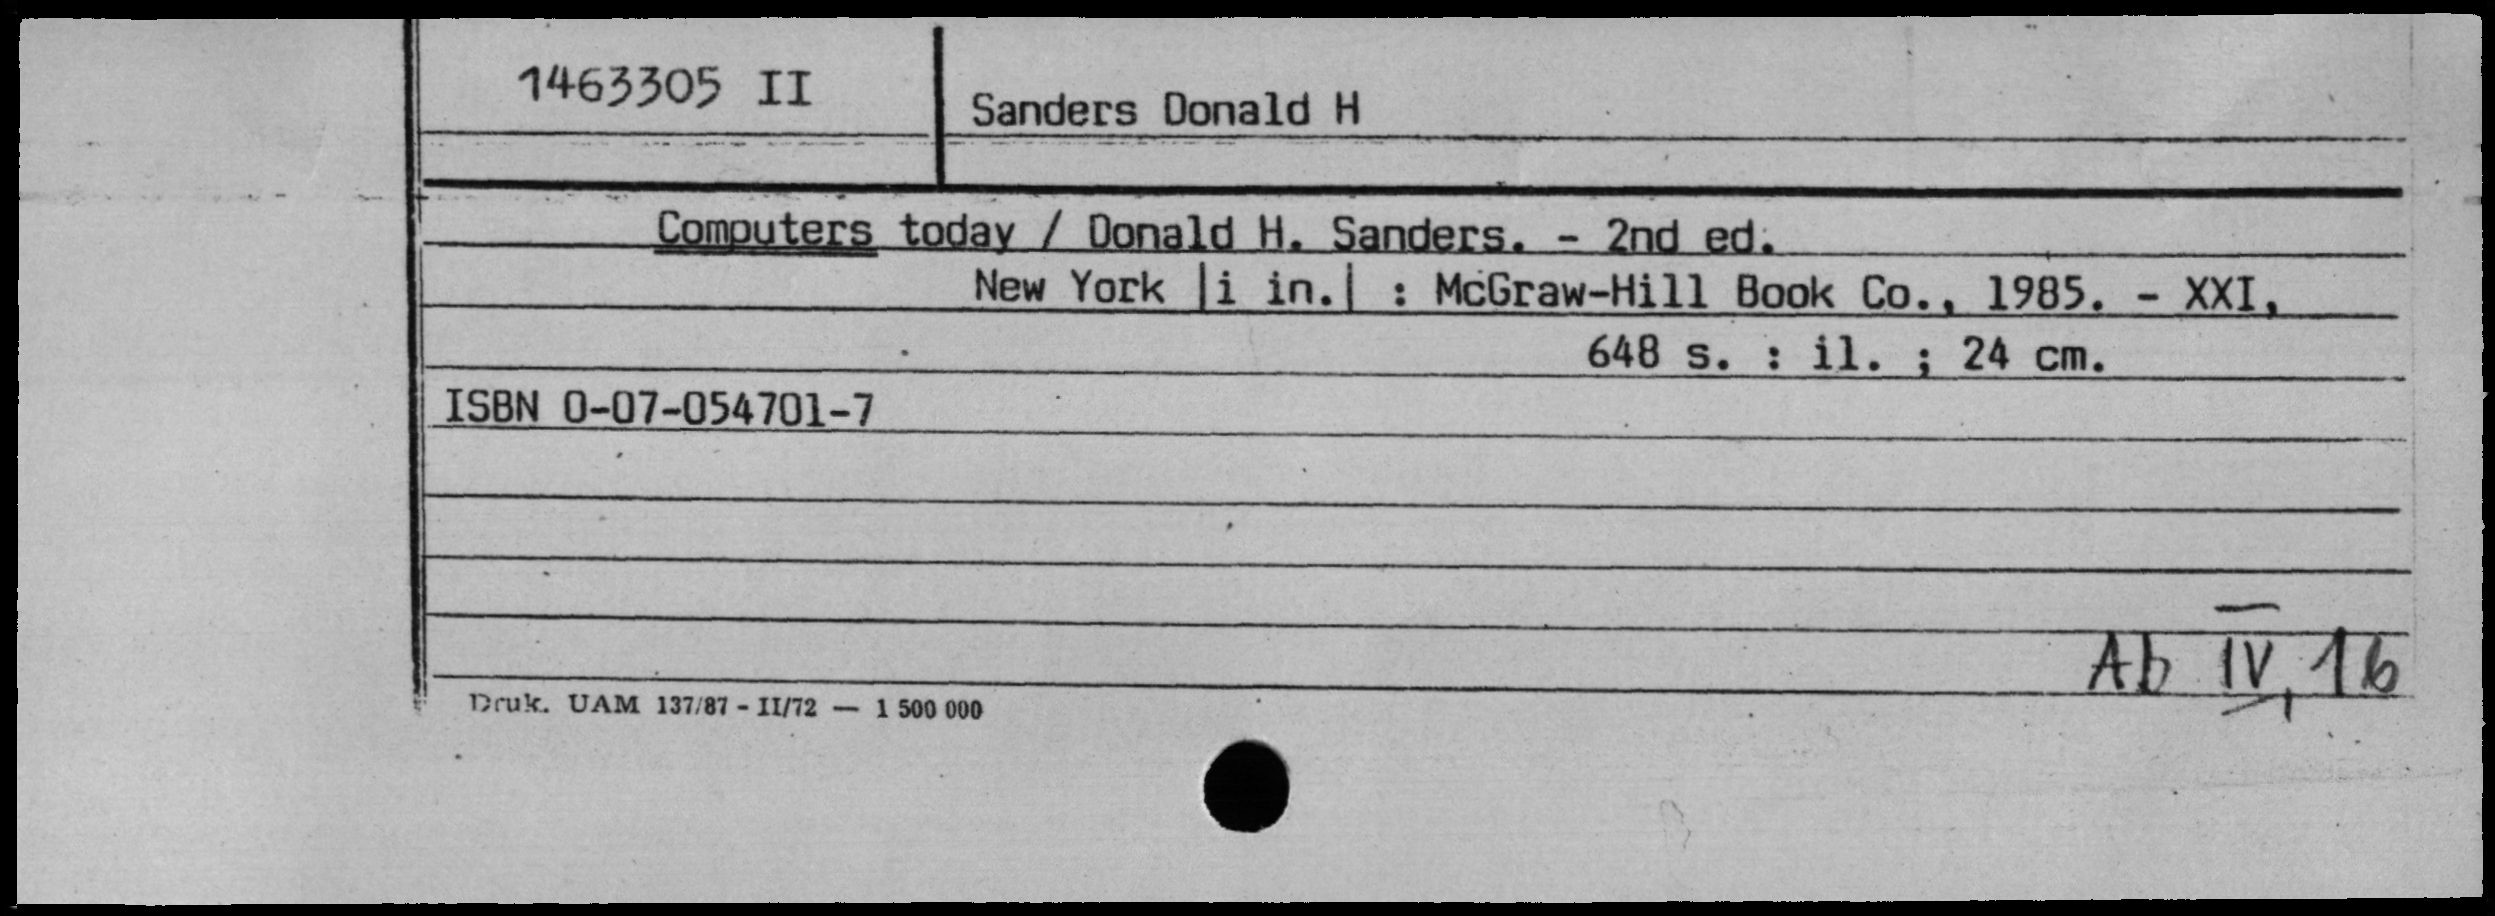 1463305 II
Sanders Donald H
Computers today / Donald H. Sanders. - 2nd ed.
New York |i in.| : McGraw-Hill Book Co., 1985. - XXI,
648 s. : il. ; 24 cm.
ISBN 0-07-054701-7
Ab IV, 1b
Druk. UAM 137/87 - II/72 — 1 500 000